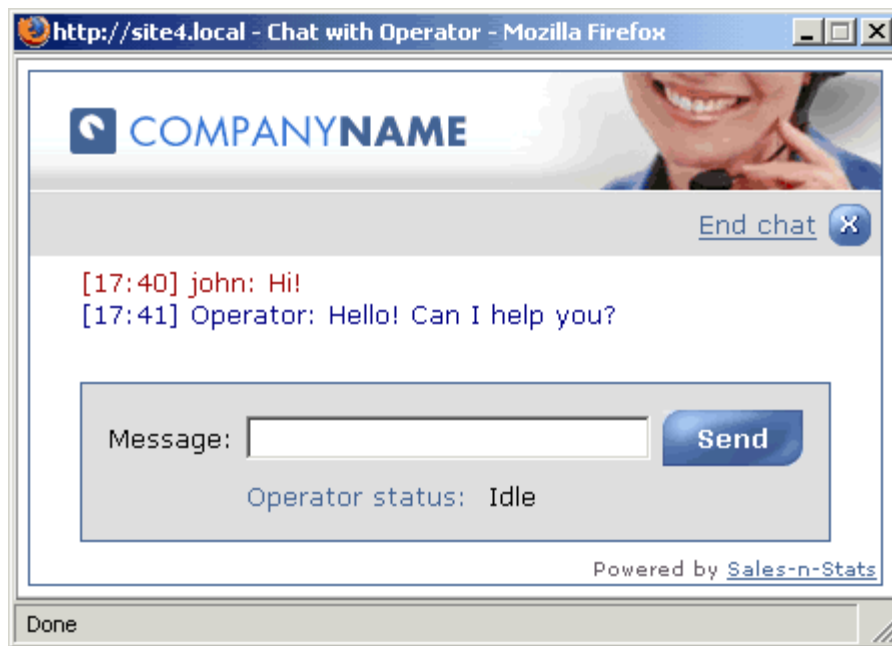 http://site4.local - Chat with Operator - Mozilla Firefox
COMPANYNAME
End chat
[17:40] john: Hi!
[17:41] Operator: Hello! Can I help you?
Message: Send
Operator status: Idle
Powered by Sales-n-Stats
Done